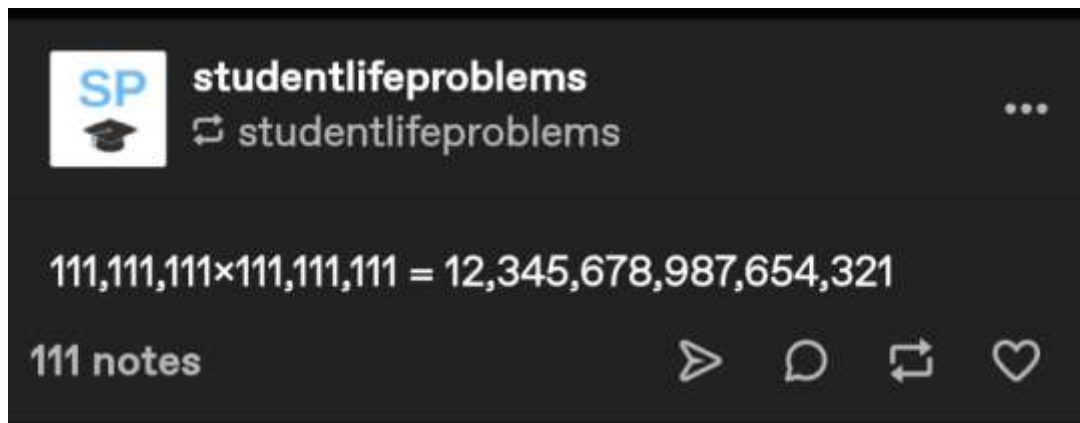 SP
studentlifeproblems
studentlifeproblems
111,111,111×111,111,111 = 12,345,678,987,654,321
111 notes